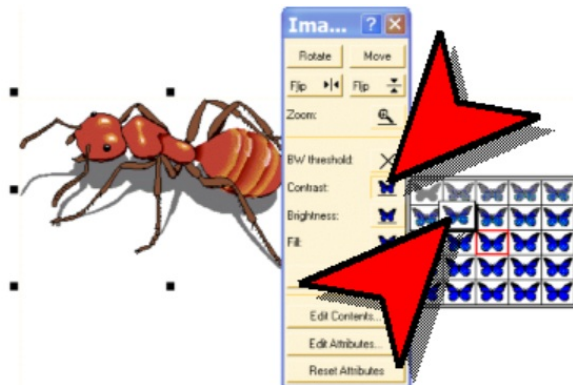 Ima... ?
Rotate Move
Flip Flip
Zoom:
BW threshold:
Contrast:
Brightness:
Fill:
Edit Contents...
Edit Attributes...
Reset Attributes